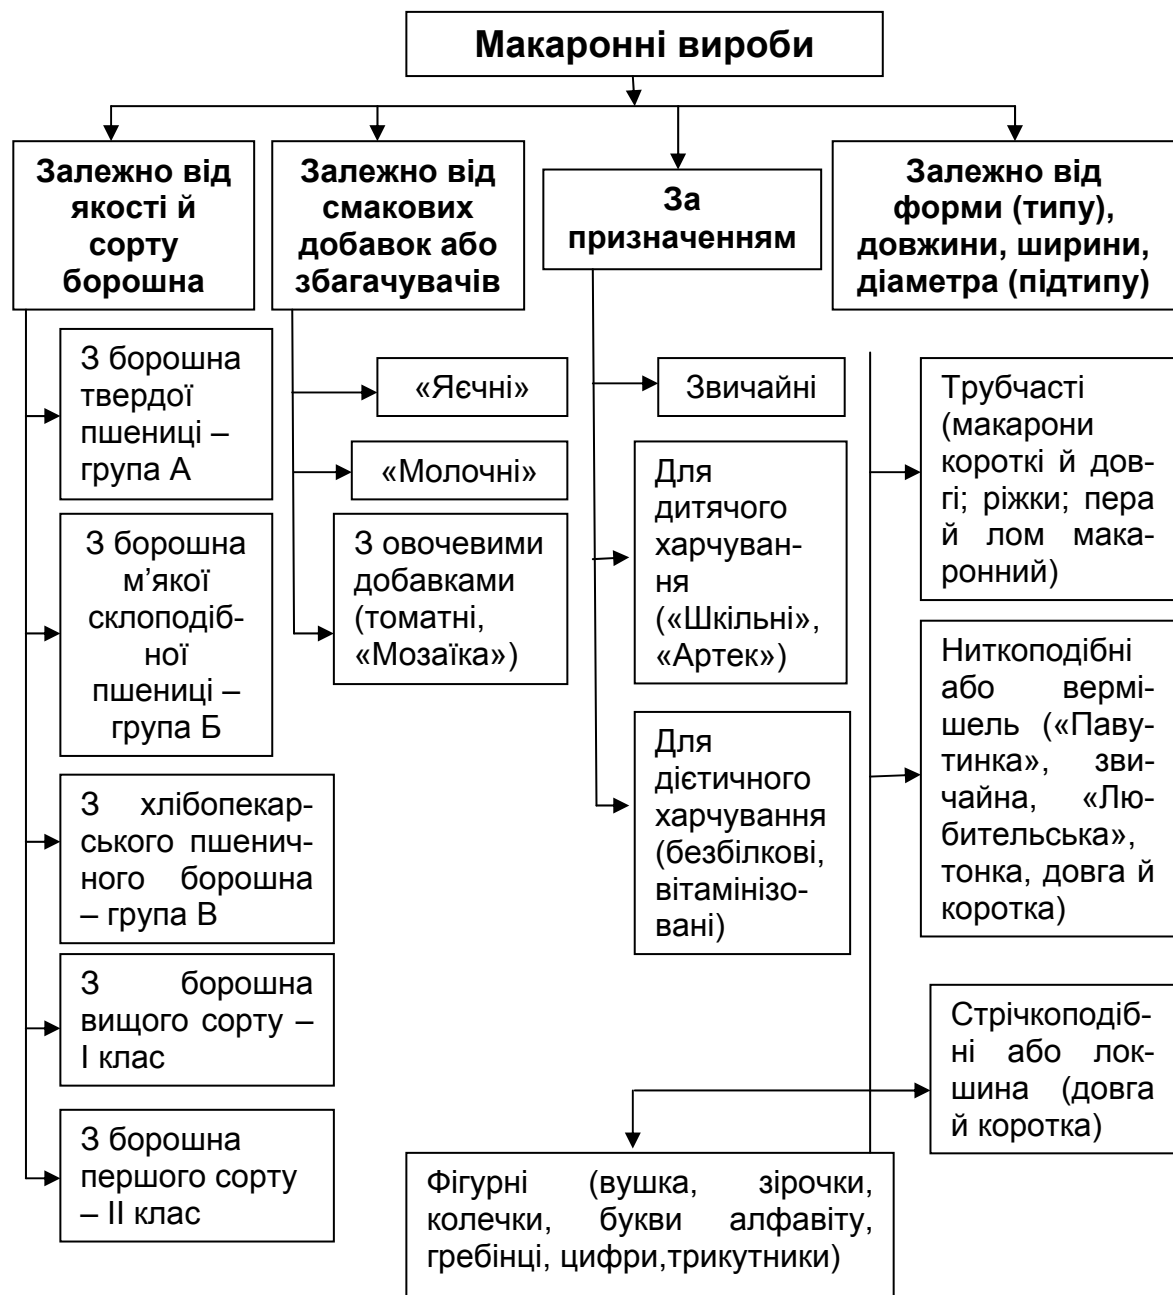 Макаронні вироби
Залежно від
якості й
сорту
борошна
З борошна
твердої
пшениці –
група А
З борошна
м’якої
склоподіб-
ної
пшениці –
група Б
З хлібопекар-
ського пшенич-
ного борошна
– група В
З борошна
вищого сорту –
І клас
З борошна
першого сорту
– ІІ клас
Залежно від
смакових
добавок або
збагачувачів
«Яєчні»
«Молочні»
З овочевими
добавками
(томатні,
«Мозаїка»)
За
призначенням
Звичайні
Для
дитячого
харчуван-
ня
(«Шкільні»,
«Артек»)
Для
дієтичного
харчування
(безбілкові,
вітамінізо-
вані)
Залежно від
форми (типу),
довжини, ширини,
діаметра (підтипу)
Трубчасті
(макарони
короткі й дов-
гі; ріжки; пера
й лом мака-
ронний)
Ниткоподібні
або вермі-
шель («Паву-
тинка», зви-
чайна, «Лю-
бительська»,
тонка, довга й
коротка)
Стрічкоподіб-
ні або лок-
шина (довга
й коротка)
Фігурні (вушка, зірочки,
колечки, букви алфавіту,
гребінці, цифри,трикутники)